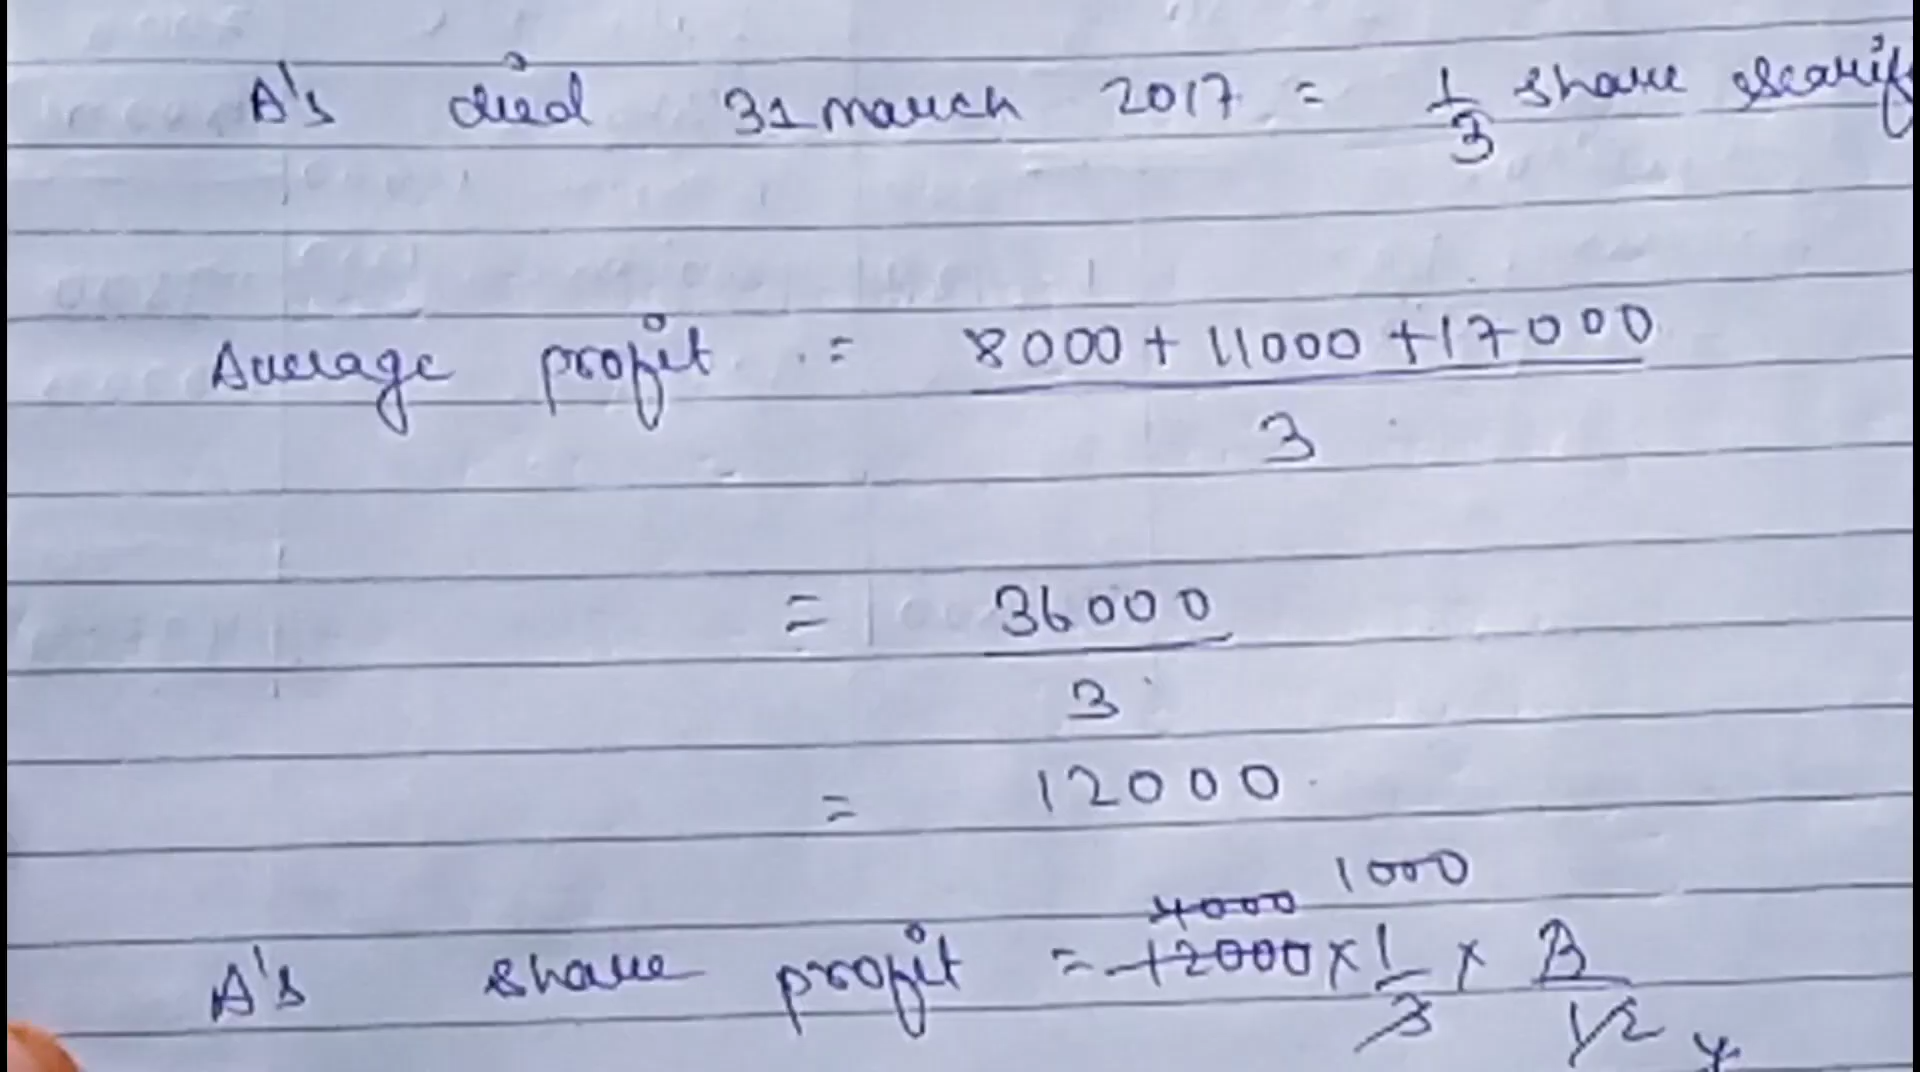 A's died 31 march 2017 = 1/3 share
Average profit = 8000 + 11000 + 17000
3
= 36000
3
= 12000
4000 1000
A's share profit = 12000 x 1/3 x 3/12
4